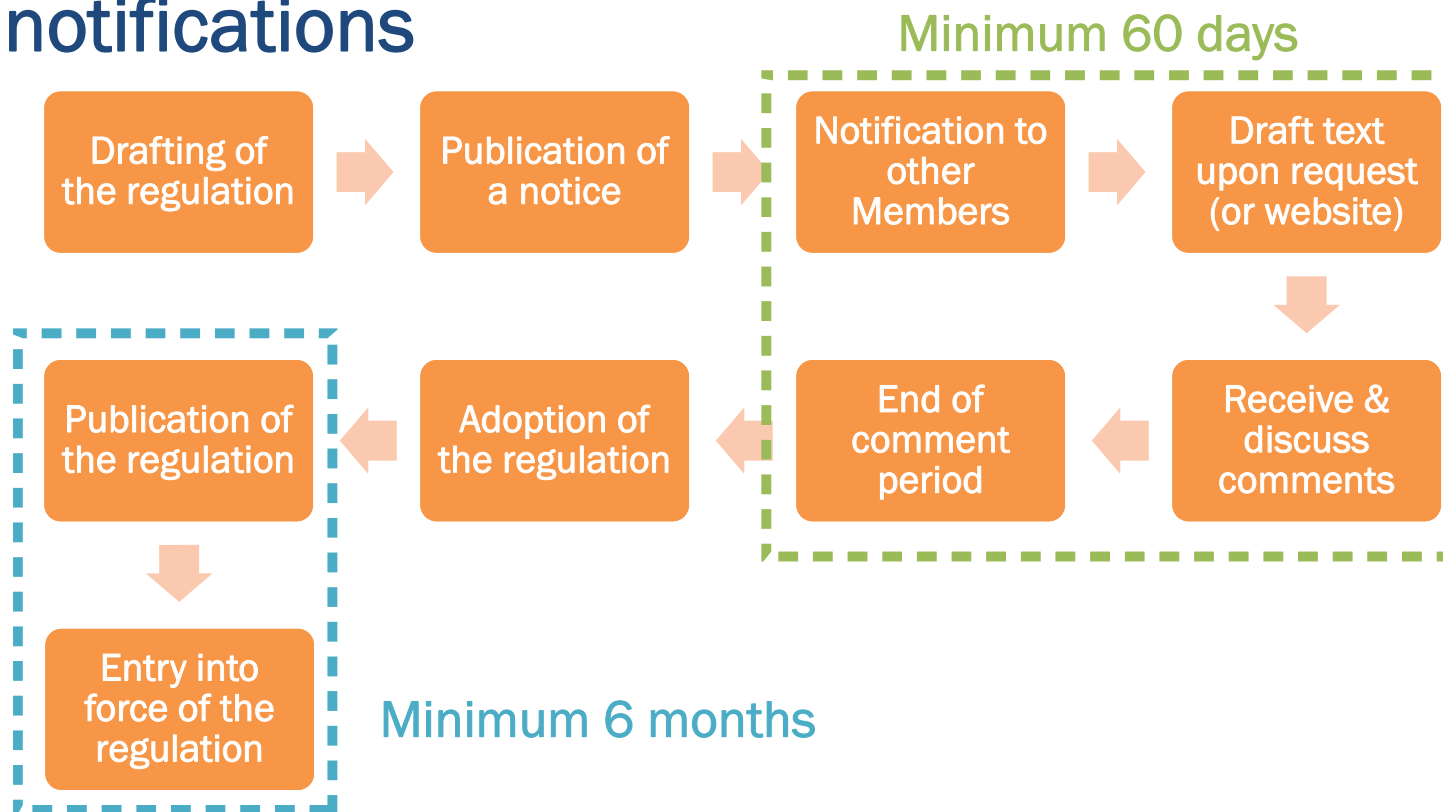 notifications
Minimum 60 days
Drafting of
the regulation
Publication of
a notice
Notification to
other
Members
Draft text
upon request
(or website)
Receive &
discuss
comments
End of
comment
period
Adoption of
the regulation
Publication of
the regulation
Entry into
force of the
regulation
Minimum 6 months